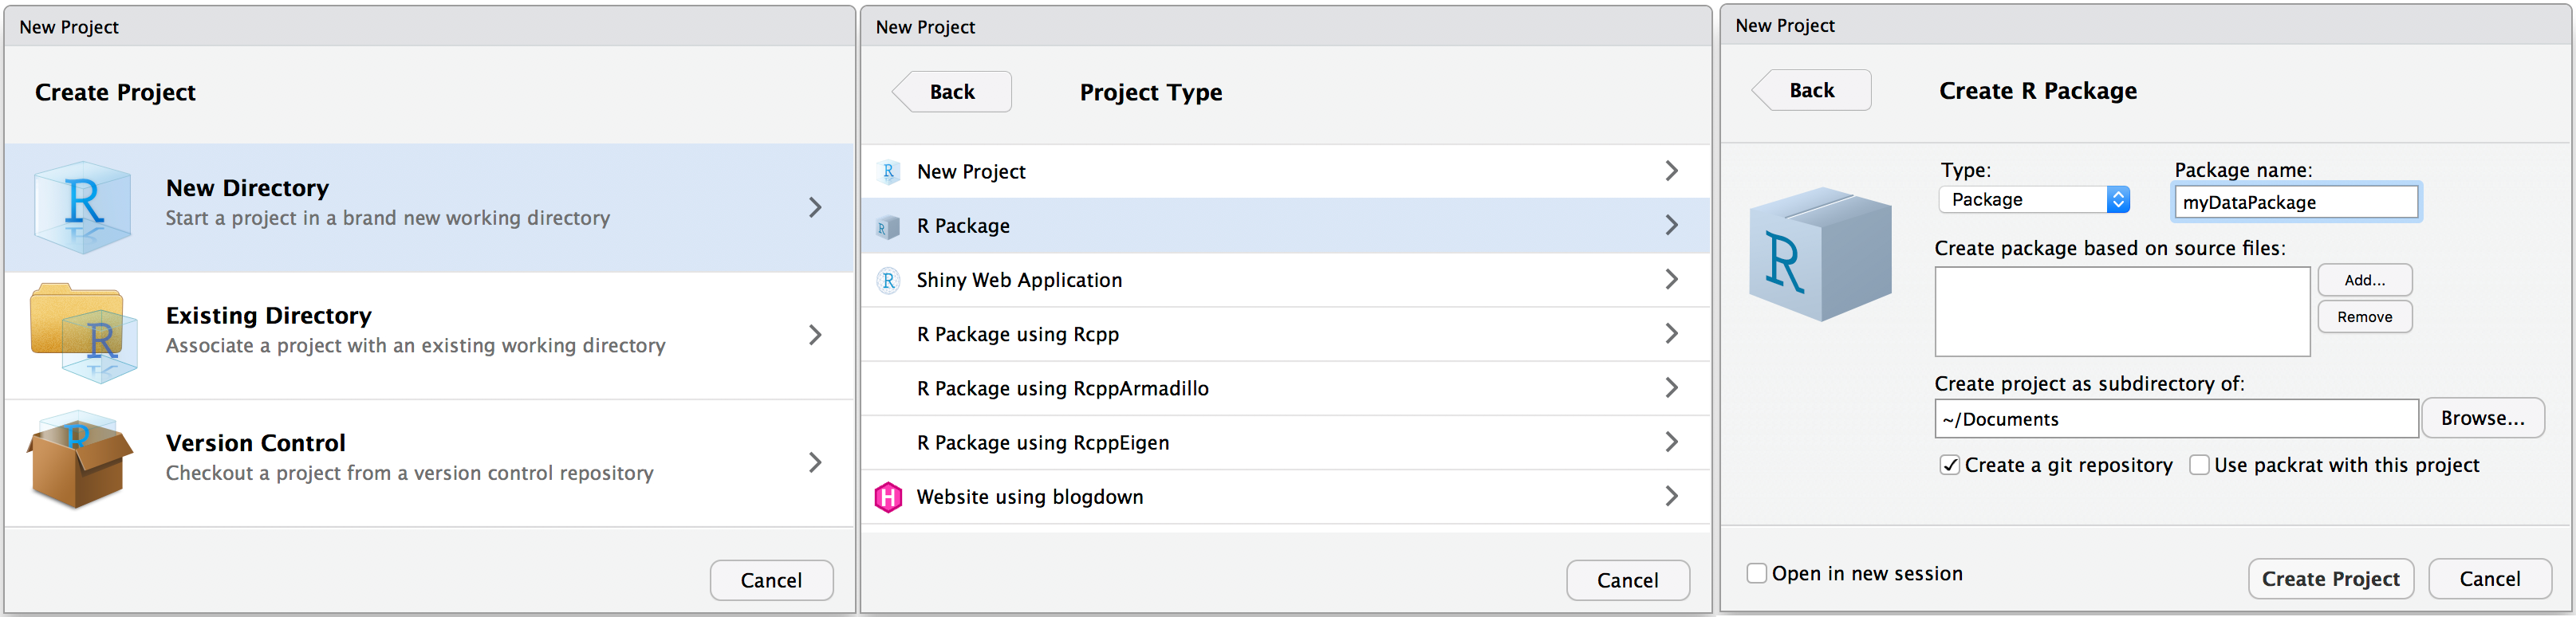 New Project
Create Project
New Directory
Start a project in a brand new working directory
Existing Directory
Associate a project with an existing working directory
Version Control
Checkout a project from a version control repository
Cancel
New Project
Back
Project Type
New Project
R Package
Shiny Web Application
R Package using Rcpp
R Package using RcppArmadillo
R Package using RcppEigen
Website using blogdown
Cancel
New Project
Back
Create R Package
Type:
Package name:
Package
myDataPackage
Create package based on source files:
Add...
Remove
Create project as subdirectory of:
~/Documents
Browse...
Create a git repository
Use packrat with this project
Open in new session
Create Project
Cancel